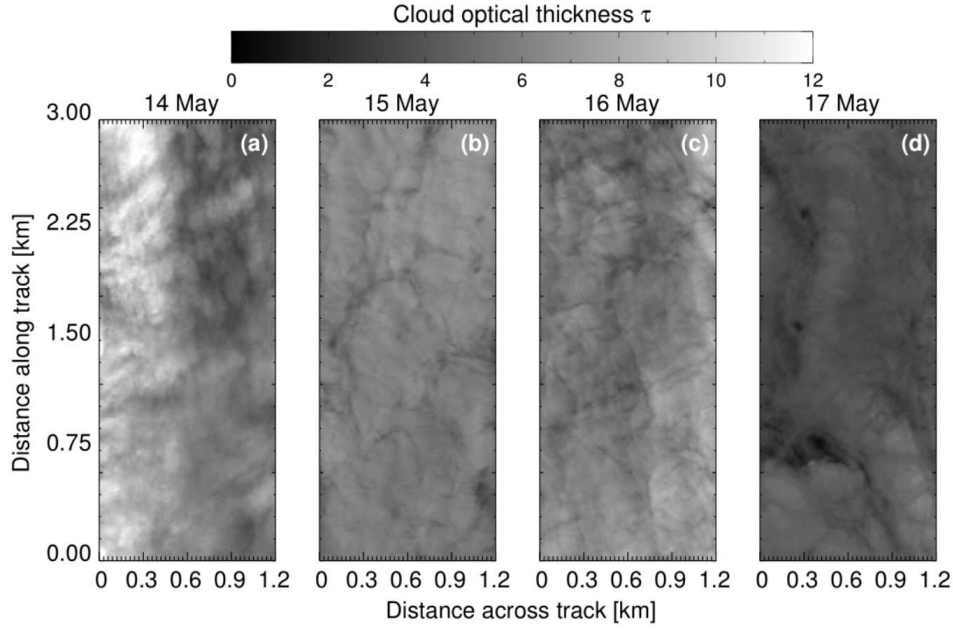 Cloud optical thickness τ
0 2 4 6 8 10 12
14 May 15 May 16 May 17 May
(a) (b) (c) (d)
Distance along track [km]
3.00
2.25
1.50
0.75
0.00
0 0.3 0.6 0.9 1.2 0 0.3 0.6 0.9 1.2 0 0.3 0.6 0.9 1.2 0 0.3 0.6 0.9 1.2
Distance across track [km]